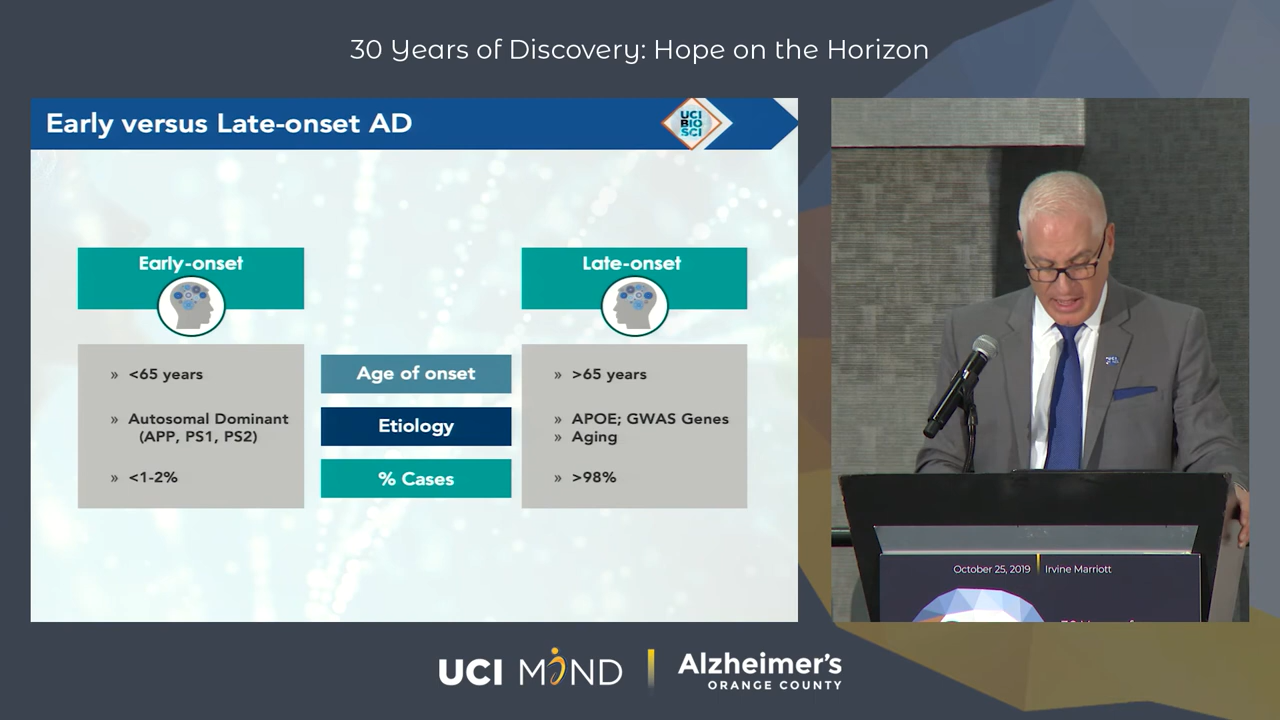 30 Years of Discovery: Hope on the Horizon
Early versus Late-onset AD
UCI
BIO
SCI
Early-onset
Late-onset
» <65 years
Age of onset
» >65 years
» Autosomal Dominant
(APP, PS1, PS2)
Etiology
» APOE; GWAS Genes
» Aging
» <1-2%
% Cases
» >98%
October 25, 2019 | Irvine Marriott
UCI MIND
Alzheimer's
ORANGE COUNTY